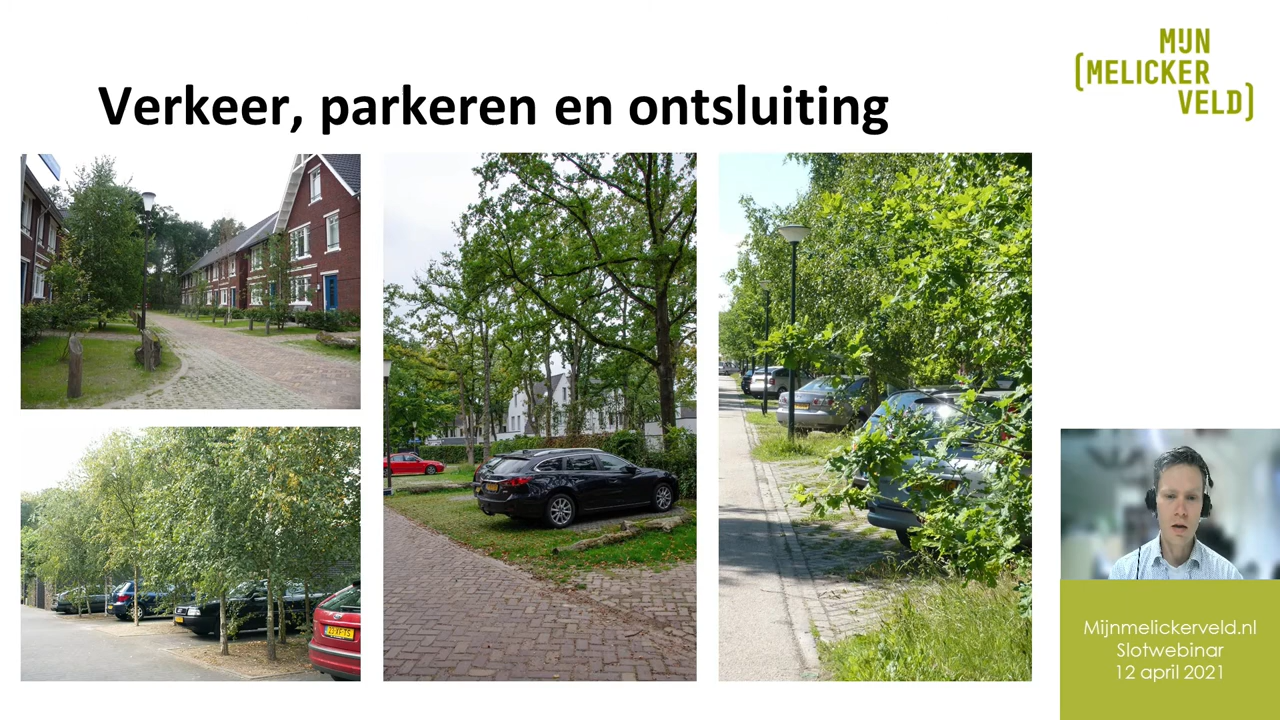 MIJN
(MELICKER
VELD)
Verkeer, parkeren en ontsluiting
Mijnmelickerveld.nl
Slotwebinar
12 april 2021